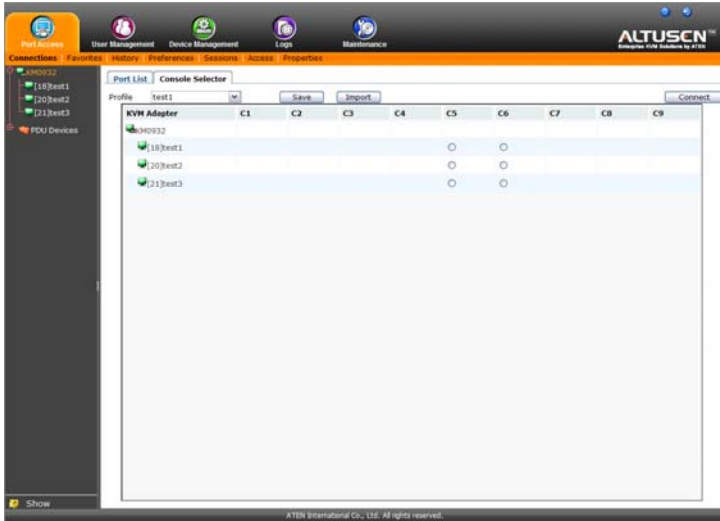 ALTUSEN™
Enterprise KVM Solutions by ATEN
Port Access User Management Device Management Logs Maintenance
Connections Favorites History Preferences Sessions Access Properties
KM0932
[18]test1
[20]test2
[21]test3
PDU Devices
Port List Console Selector
Profile test1 Save Import Connect
KVM Adapter C1 C2 C3 C4 C5 C6 C7 C8 C9
KM0932
[18]test1
[20]test2
[21]test3
Show
ATEN International Co., Ltd. All rights reserved.